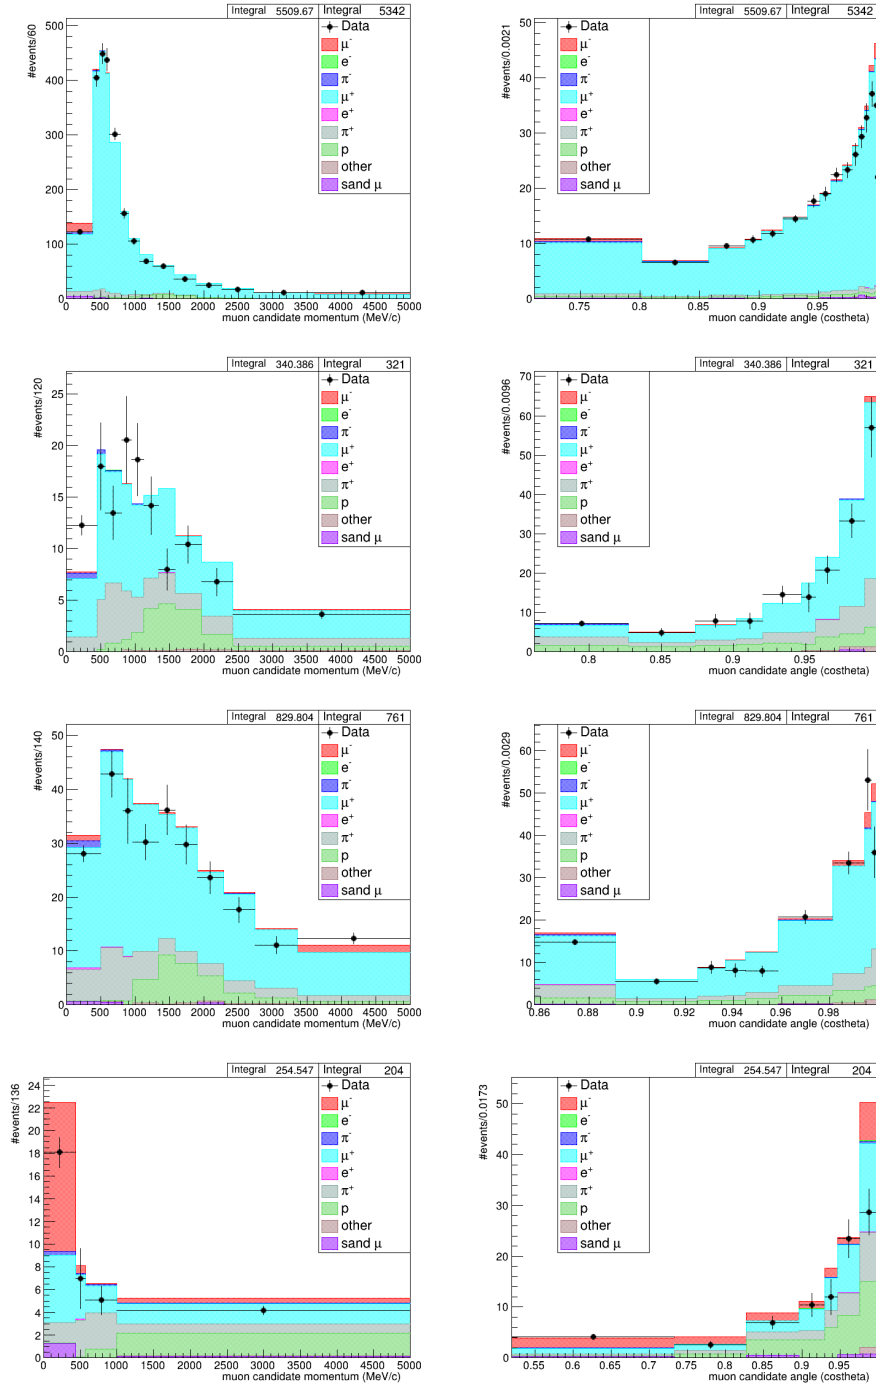 Integral 5509.67 Integral 5342
#events/60
500
400
300
200
100
0
Data
μ⁻
e⁻
π⁻
μ⁺
e⁺
π⁺
p
other
sand μ
0 500 1000 1500 2000 2500 3000 3500 4000 4500 5000
muon candidate momentum (MeV/c)
Integral 5509.67 Integral 5342
#events/0.0021
50
40
30
20
10
0
Data
μ⁻
e⁻
π⁻
μ⁺
e⁺
π⁺
p
other
sand μ
0.75 0.8 0.85 0.9 0.95
muon candidate angle (costheta)
Integral 340.386 Integral 321
#events/120
25
20
15
10
5
0
Data
μ⁻
e⁻
π⁻
μ⁺
e⁺
π⁺
p
other
sand μ
0 500 1000 1500 2000 2500 3000 3500 4000 4500 5000
muon candidate momentum (MeV/c)
Integral 340.386 Integral 321
#events/0.0096
70
60
50
40
30
20
10
0
Data
μ⁻
e⁻
π⁻
μ⁺
e⁺
π⁺
p
other
sand μ
0.8 0.85 0.9 0.95
muon candidate angle (costheta)
Integral 829.804 Integral 761
#events/140
50
40
30
20
10
0
Data
μ⁻
e⁻
π⁻
μ⁺
e⁺
π⁺
p
other
sand μ
0 500 1000 1500 2000 2500 3000 3500 4000 4500 5000
muon candidate momentum (MeV/c)
Integral 829.804 Integral 761
#events/0.0029
60
50
40
30
20
10
0
Data
μ⁻
e⁻
π⁻
μ⁺
e⁺
π⁺
p
other
sand μ
0.86 0.88 0.9 0.92 0.94 0.96 0.98
muon candidate angle (costheta)
Integral 254.547 Integral 204
#events/136
24
22
20
18
16
14
12
10
8
6
4
2
0
Data
μ⁻
e⁻
π⁻
μ⁺
e⁺
π⁺
p
other
sand μ
0 500 1000 1500 2000 2500 3000 3500 4000 4500 5000
muon candidate momentum (MeV/c)
Integral 254.547 Integral 204
#events/0.0173
50
40
30
20
10
0
Data
μ⁻
e⁻
π⁻
μ⁺
e⁺
π⁺
p
other
sand μ
0.55 0.6 0.65 0.7 0.75 0.8 0.85 0.9 0.95
muon candidate angle (costheta)